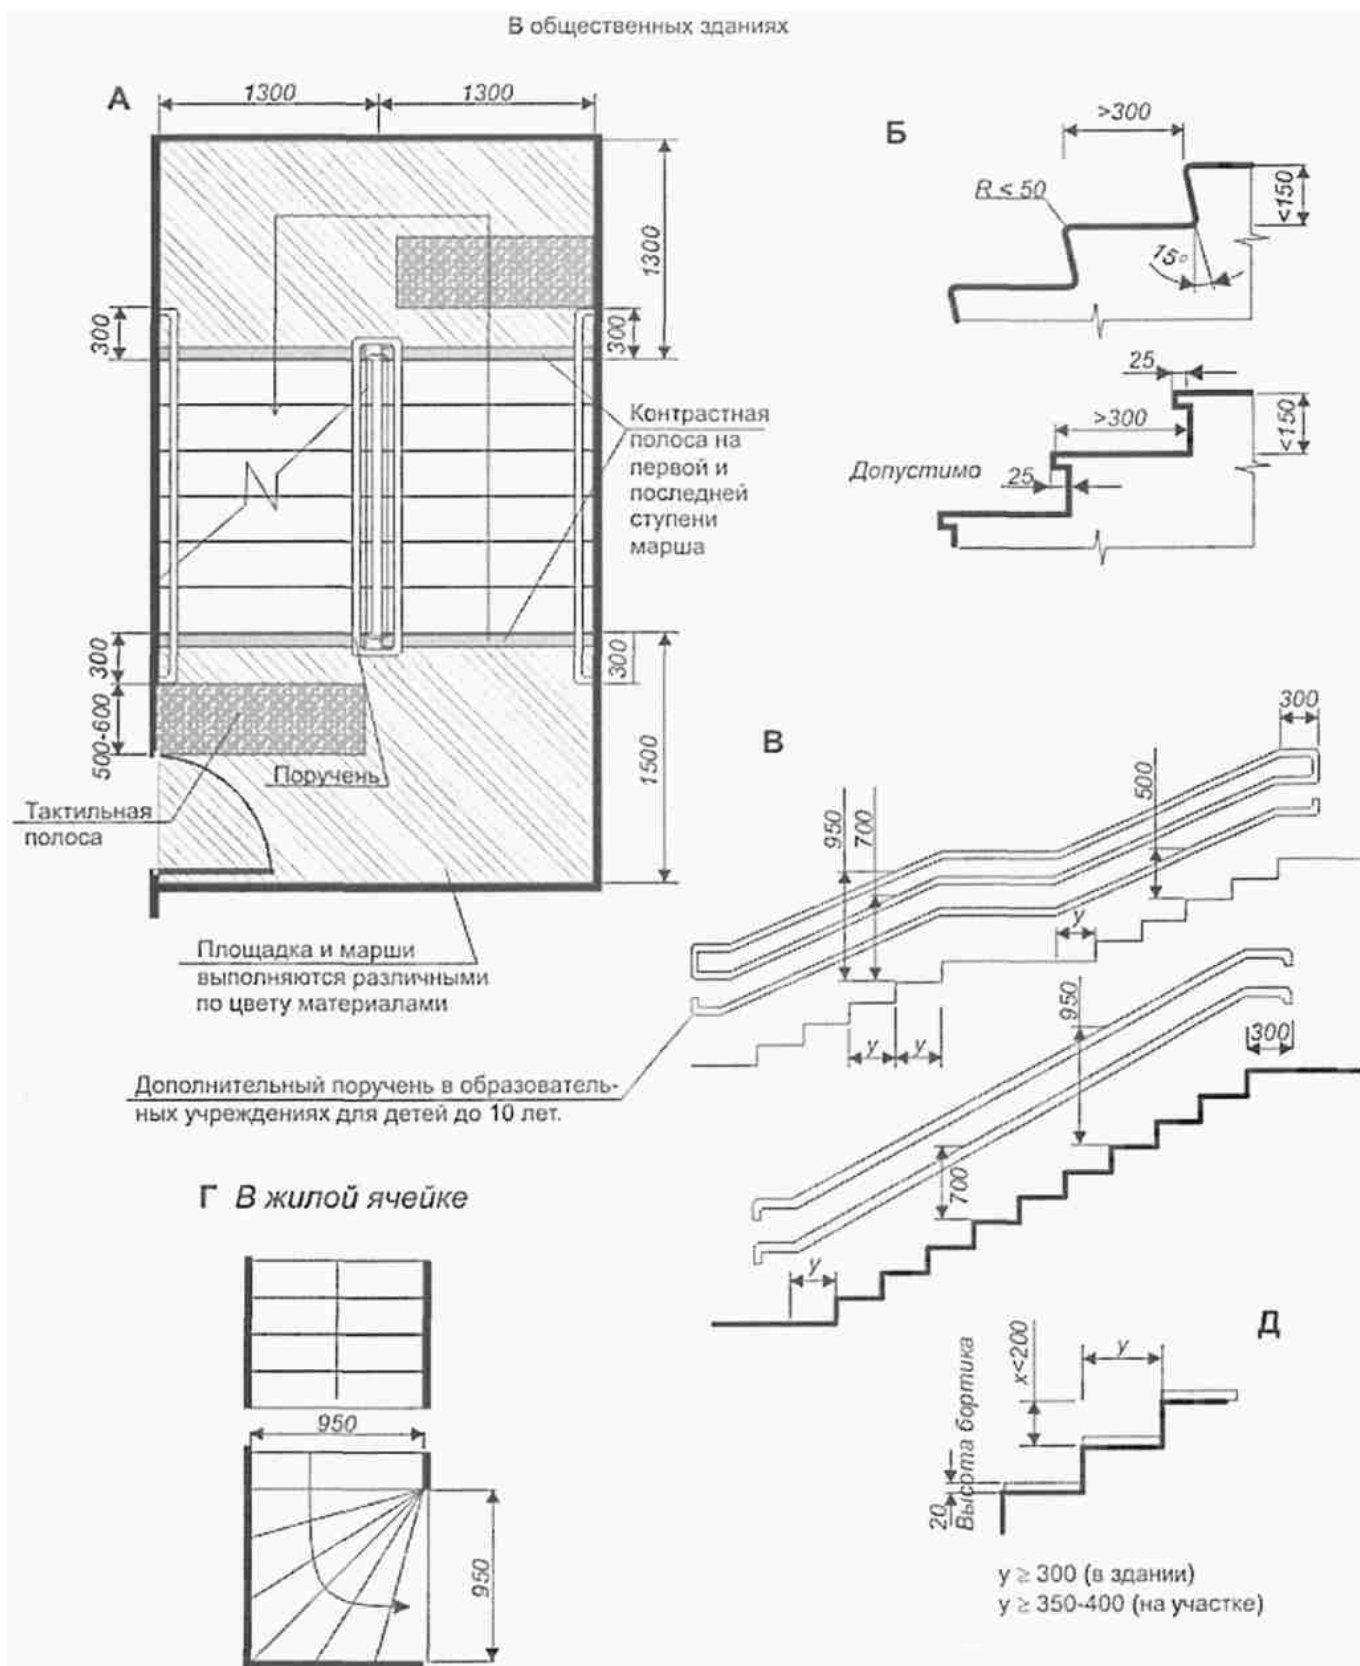 В общественных зданиях
А
1300
1300
1300
300
300
Контрастная
полоса на
первой и
последней
ступени
марша
300
300
500-600
1500
Поручень
Тактильная
полоса
Площадка и марши
выполняются различными
по цвету материалами
Б
>300
R ≤ 50
<150
15°
25
>300
<150
Допустимо
25
В
300
500
950
700
у
у
у
950
300
700
у
Дополнительный поручень в образователь-
ных учреждениях для детей до 10 лет.
Г В жилой ячейке
950
950
Д
х<200
у
Высота бортика
20
у ≥ 300 (в здании)
у ≥ 350-400 (на участке)